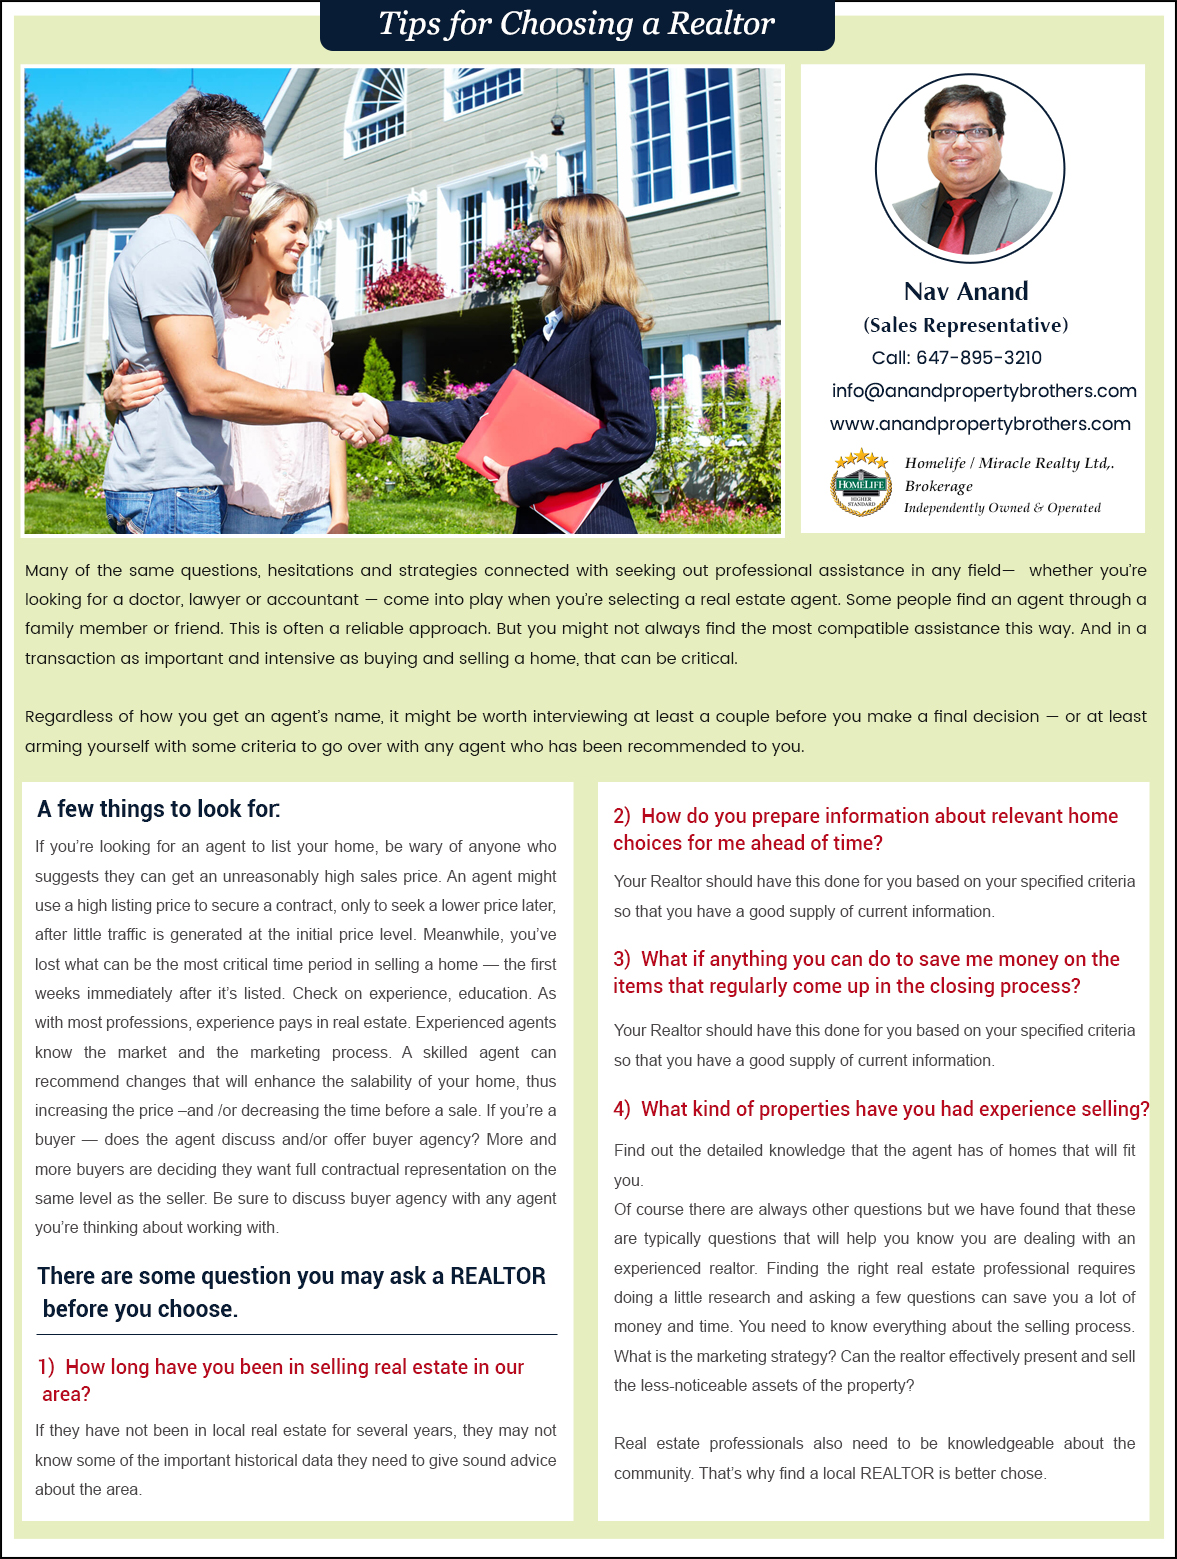 Tips for Choosing a Realtor
Nav Anand
(Sales Representative)
Call: 647-895-3210
info@anandpropertybrothers.com
www.anandpropertybrothers.com
HOMELIFE
HIGHER
STANDARD
Homelife / Miracle Realty Ltd,.
Brokerage
Independently Owned & Operated
Many of the same questions, hesitations and strategies connected with seeking out professional assistance in any field— whether you’re
looking for a doctor, lawyer or accountant — come into play when you’re selecting a real estate agent. Some people find an agent through a
family member or friend. This is often a reliable approach. But you might not always find the most compatible assistance this way. And in a
transaction as important and intensive as buying and selling a home, that can be critical.
Regardless of how you get an agent’s name, it might be worth interviewing at least a couple before you make a final decision — or at least
arming yourself with some criteria to go over with any agent who has been recommended to you.
A few things to look for:
If you’re looking for an agent to list your home, be wary of anyone who
suggests they can get an unreasonably high sales price. An agent might
use a high listing price to secure a contract, only to seek a lower price later,
after little traffic is generated at the initial price level. Meanwhile, you’ve
lost what can be the most critical time period in selling a home — the first
weeks immediately after it’s listed. Check on experience, education. As
with most professions, experience pays in real estate. Experienced agents
know the market and the marketing process. A skilled agent can
recommend changes that will enhance the salability of your home, thus
increasing the price –and /or decreasing the time before a sale. If you’re a
buyer — does the agent discuss and/or offer buyer agency? More and
more buyers are deciding they want full contractual representation on the
same level as the seller. Be sure to discuss buyer agency with any agent
you’re thinking about working with.
There are some question you may ask a REALTOR
before you choose.
1) How long have you been in selling real estate in our
area?
If they have not been in local real estate for several years, they may not
know some of the important historical data they need to give sound advice
about the area.
2) How do you prepare information about relevant home
choices for me ahead of time?
Your Realtor should have this done for you based on your specified criteria
so that you have a good supply of current information.
3) What if anything you can do to save me money on the
items that regularly come up in the closing process?
Your Realtor should have this done for you based on your specified criteria
so that you have a good supply of current information.
4) What kind of properties have you had experience selling?
Find out the detailed knowledge that the agent has of homes that will fit
you.
Of course there are always other questions but we have found that these
are typically questions that will help you know you are dealing with an
experienced realtor. Finding the right real estate professional requires
doing a little research and asking a few questions can save you a lot of
money and time. You need to know everything about the selling process.
What is the marketing strategy? Can the realtor effectively present and sell
the less-noticeable assets of the property?
Real estate professionals also need to be knowledgeable about the
community. That’s why find a local REALTOR is better chose.